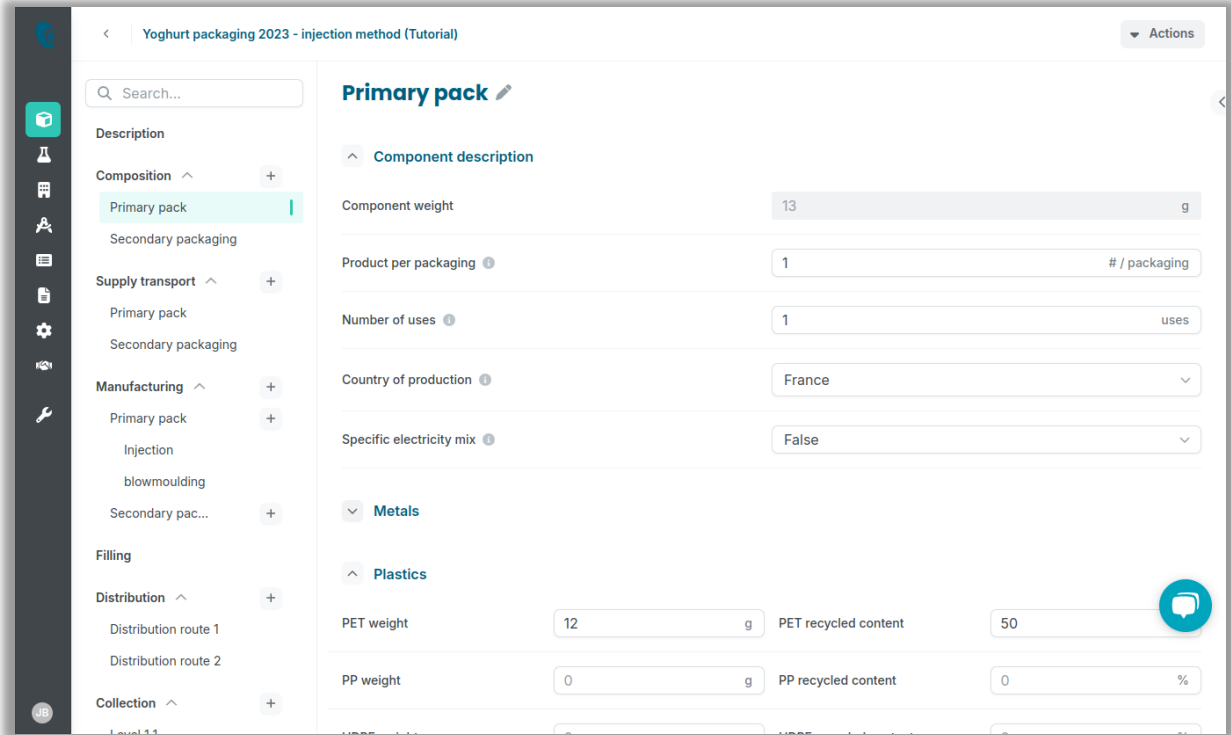 Yoghurt packaging 2023 - injection method (Tutorial)
Actions
Search...
Description
Composition
Primary pack
Secondary packaging
Supply transport
Primary pack
Secondary packaging
Manufacturing
Primary pack
Injection
blowmoulding
Secondary pac...
Filling
Distribution
Distribution route 1
Distribution route 2
Collection
JB
Primary pack
Component description
Component weight 13 g
Product per packaging 1 # / packaging
Number of uses 1 uses
Country of production France
Specific electricity mix False
Metals
Plastics
PET weight 12 g PET recycled content 50
PP weight 0 g PP recycled content 0 %